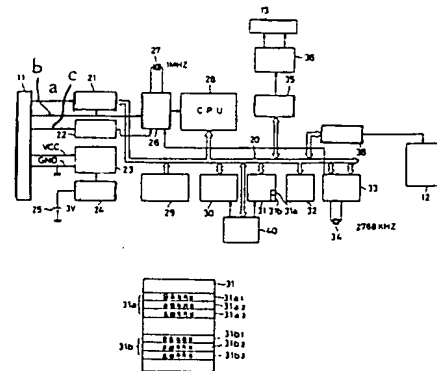 13
27
1MHZ
36
b
11
a
C
21
28
CPU
35
22
26
20
38
VCC
GND
23
25
3V
24
29
30
31
31b
31a
32
33
12
40
34
2768 KHZ
31
31a
31a1
31a2
31a3
31b
31b1
31b2
31b3